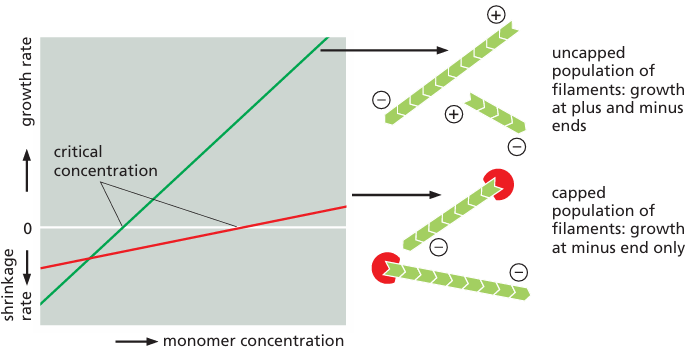 growth rate
critical
concentration
0
shrinkage
rate
monomer concentration
+
−
+
−
uncapped
population of
filaments: growth
at plus and minus
ends
−
−
capped
population of
filaments: growth
at minus end only